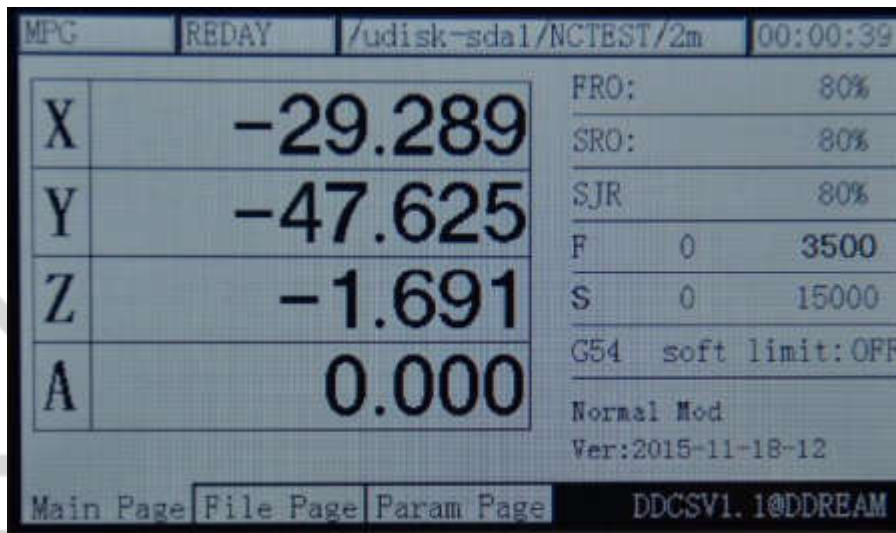 MPG REDAY /udisk-sda1/NCTEST/2m 00:00:39
X -29.289
Y -47.625
Z -1.691
A 0.000
FRO: 80%
SRO: 80%
SJR 80%
F 0 3500
S 0 15000
G54 soft limit:OFF
Normal Mod
Ver:2015-11-18-12
Main Page File Page Param Page DDCSV1.1@DDREAM